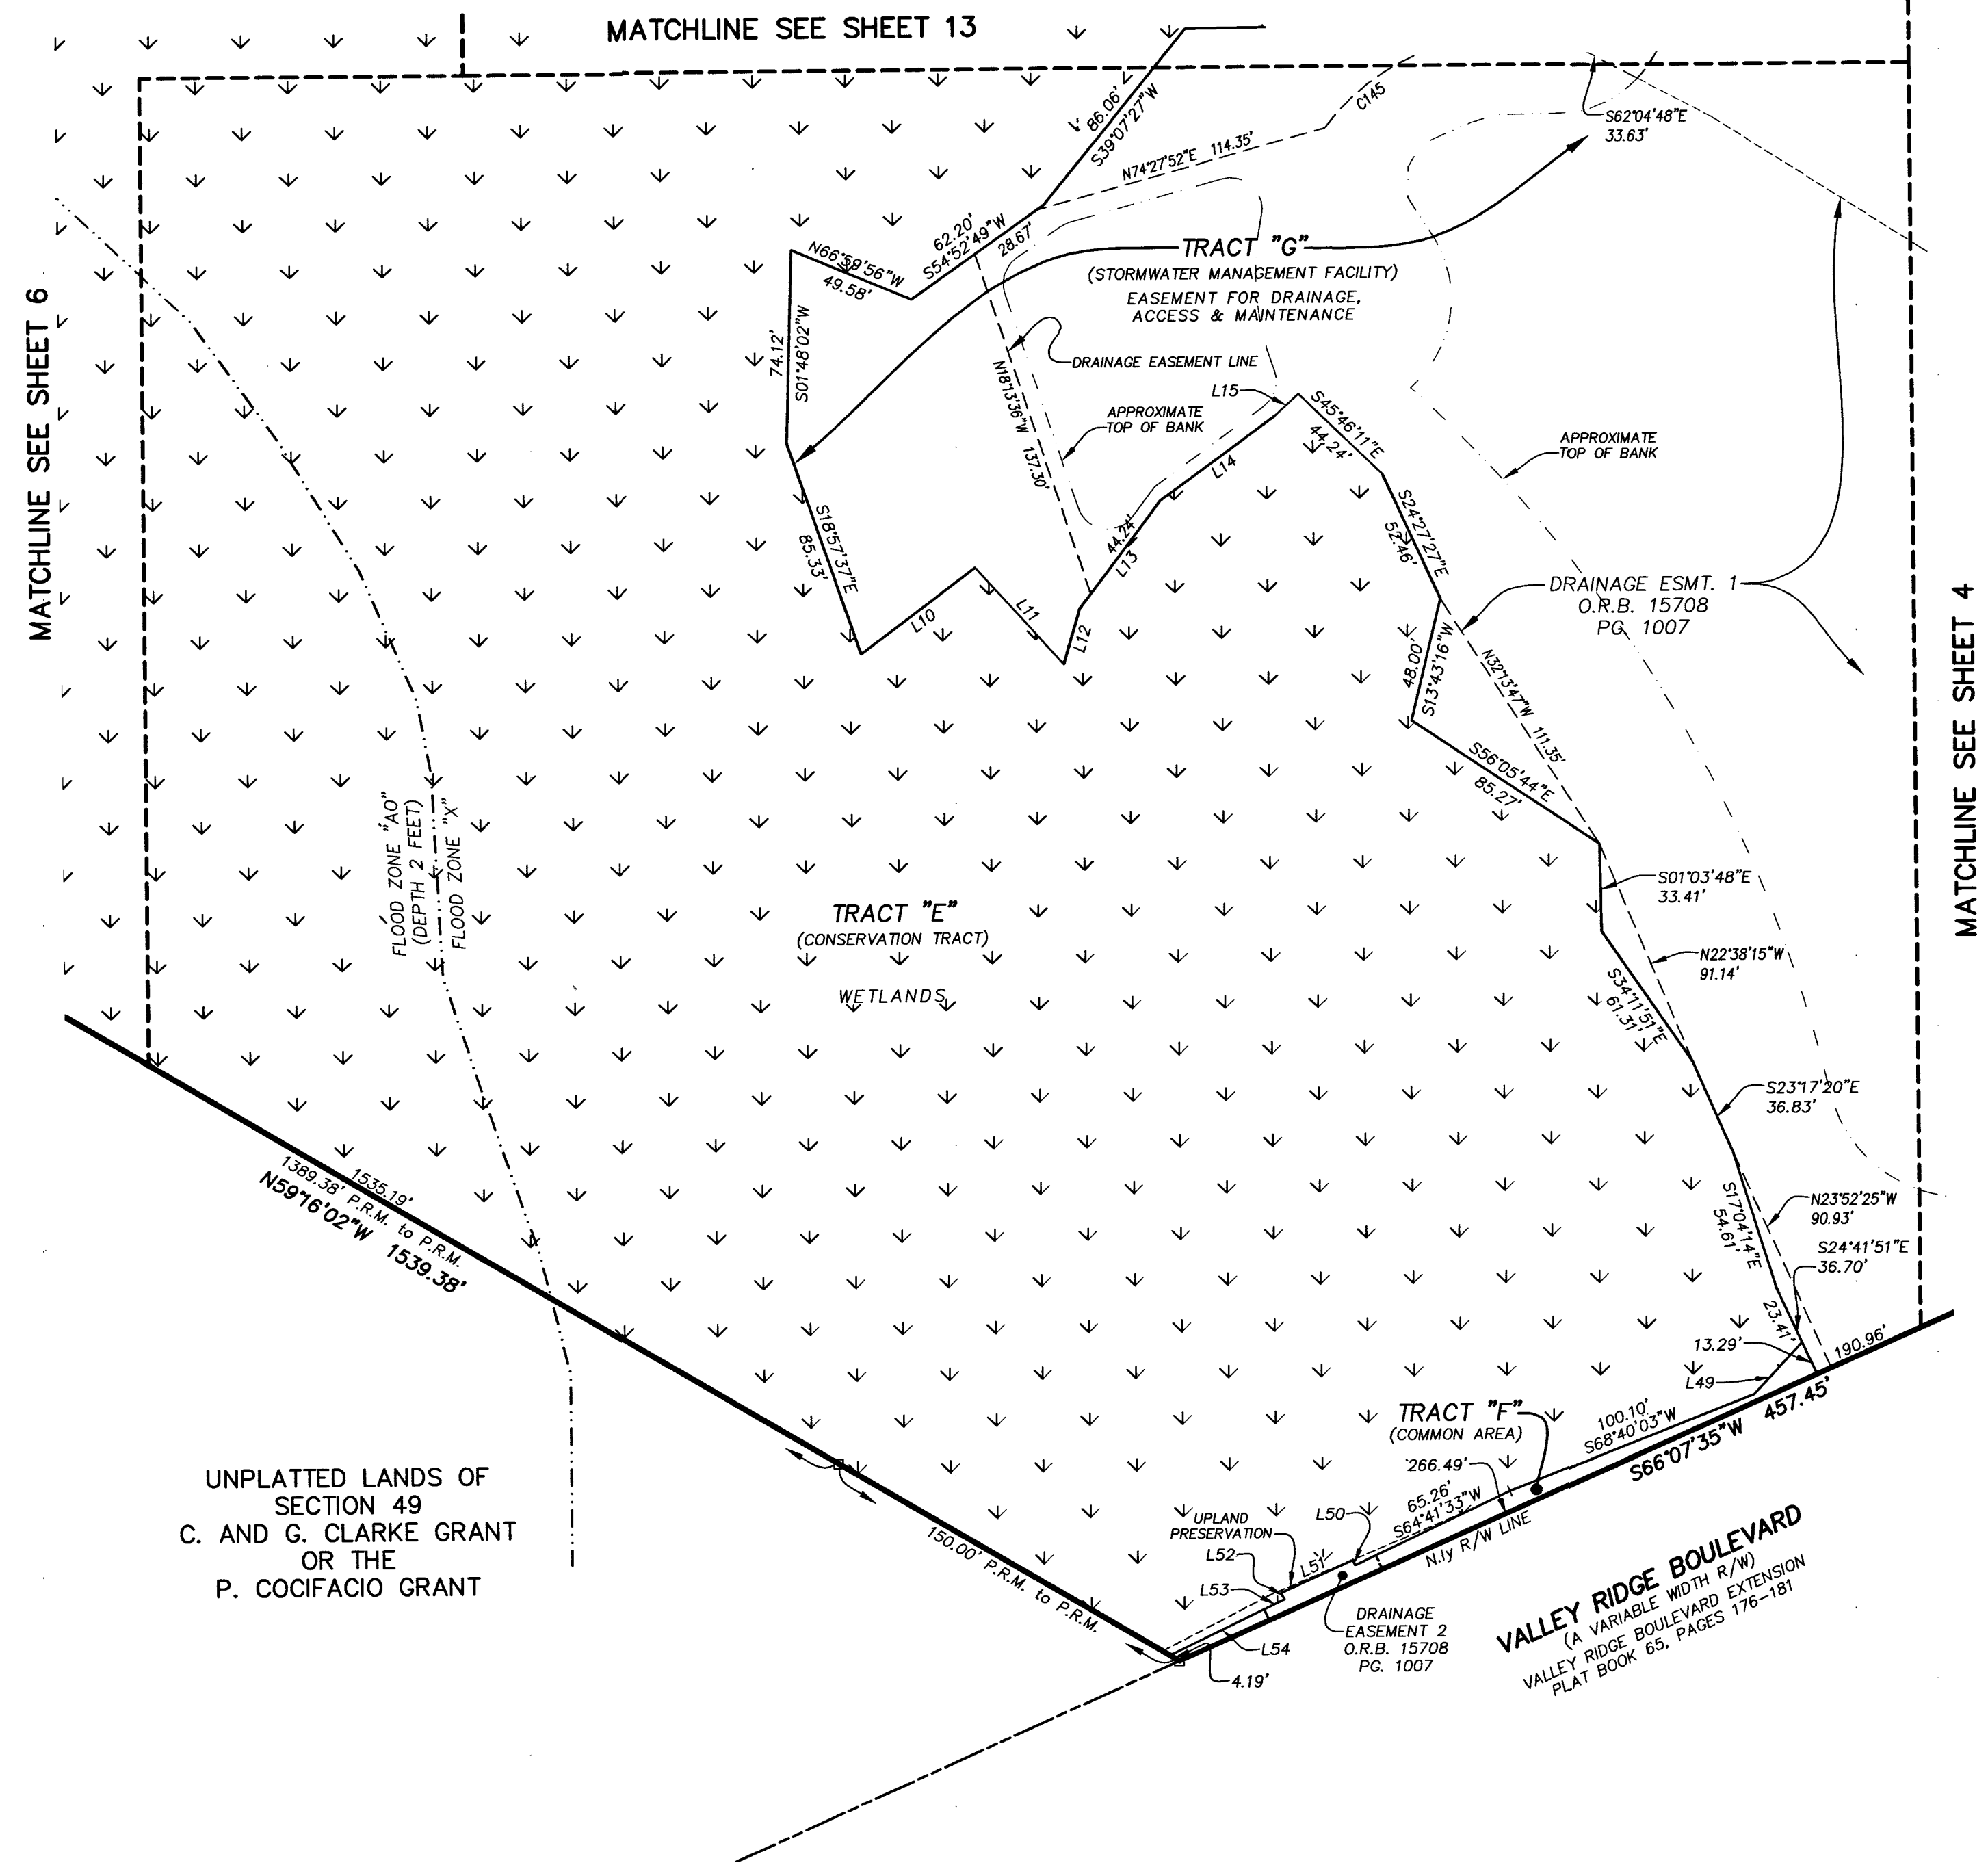 MATCHLINE SEE SHEET 13
MATCHLINE SEE SHEET 6
MATCHLINE SEE SHEET 4
86.06'
S39°07'27"W
C145
N74°27'52"E 114.35'
S62°04'48"E
33.63'
62.20'
S54°52'49"W
28.67'
N66°59'56"W
49.58'
TRACT "G"
(STORMWATER MANAGEMENT FACILITY)
EASEMENT FOR DRAINAGE,
ACCESS & MAINTENANCE
74.12'
S01°48'02"W
DRAINAGE EASEMENT LINE
N18°13'36"W 137.30'
L15
APPROXIMATE
TOP OF BANK
S45°46'11"E
44.24'
L14
APPROXIMATE
TOP OF BANK
S18°57'37"E
85.33'
44.24'
L13
S24°27'27"E
52.46'
L10
L11
L12
DRAINAGE ESMT. 1
O.R.B. 15708
PG 1007
48.00'
S13°43'16"W
N32°13'47"W 111.35'
S56°05'44"E
85.27'
FLOOD ZONE "AO"
(DEPTH 2 FEET)
FLOOD ZONE "X"
TRACT "E"
(CONSERVATION TRACT)
WETLANDS
S01°03'48"E
33.41'
N22°38'15"W
91.14'
S34°11'51"E
61.31'
S23°17'20"E
36.83'
1535.19'
1389.38' P.R.M. to P.R.M.
N59°16'02"W 1539.38'
N23°52'25"W
90.93'
S17°04'14"E
54.61'
S24°41'51"E
36.70'
23.41'
13.29'
190.96'
L49
457.45'
S66°07'35"W
TRACT "F"
(COMMON AREA)
100.10'
S68°40'03"W
266.49'
65.26'
S64°41'33"W
N.ly R/W LINE
UPLAND
PRESERVATION
L50
L51
L52
L53
L54
4.19'
150.00' P.R.M. to P.R.M.
DRAINAGE
EASEMENT 2
O.R.B. 15708
PG. 1007
VALLEY RIDGE BOULEVARD
(A VARIABLE WIDTH R/W)
VALLEY RIDGE BOULEVARD EXTENSION
PLAT BOOK 65, PAGES 176-181
UNPLATTED LANDS OF
SECTION 49
C. AND G. CLARKE GRANT
OR THE
P. COCIFACIO GRANT